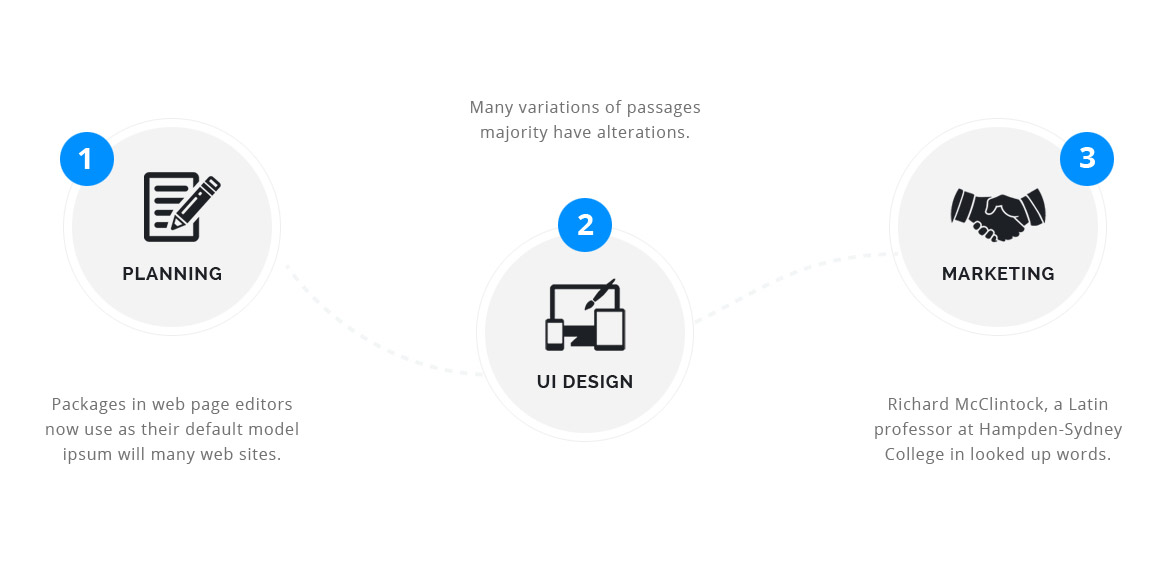 1
PLANNING
Packages in web page editors
now use as their default model
ipsum will many web sites.
Many variations of passages
majority have alterations.
2
UI DESIGN
3
MARKETING
Richard McClintock, a Latin
professor at Hampden-Sydney
College in looked up words.